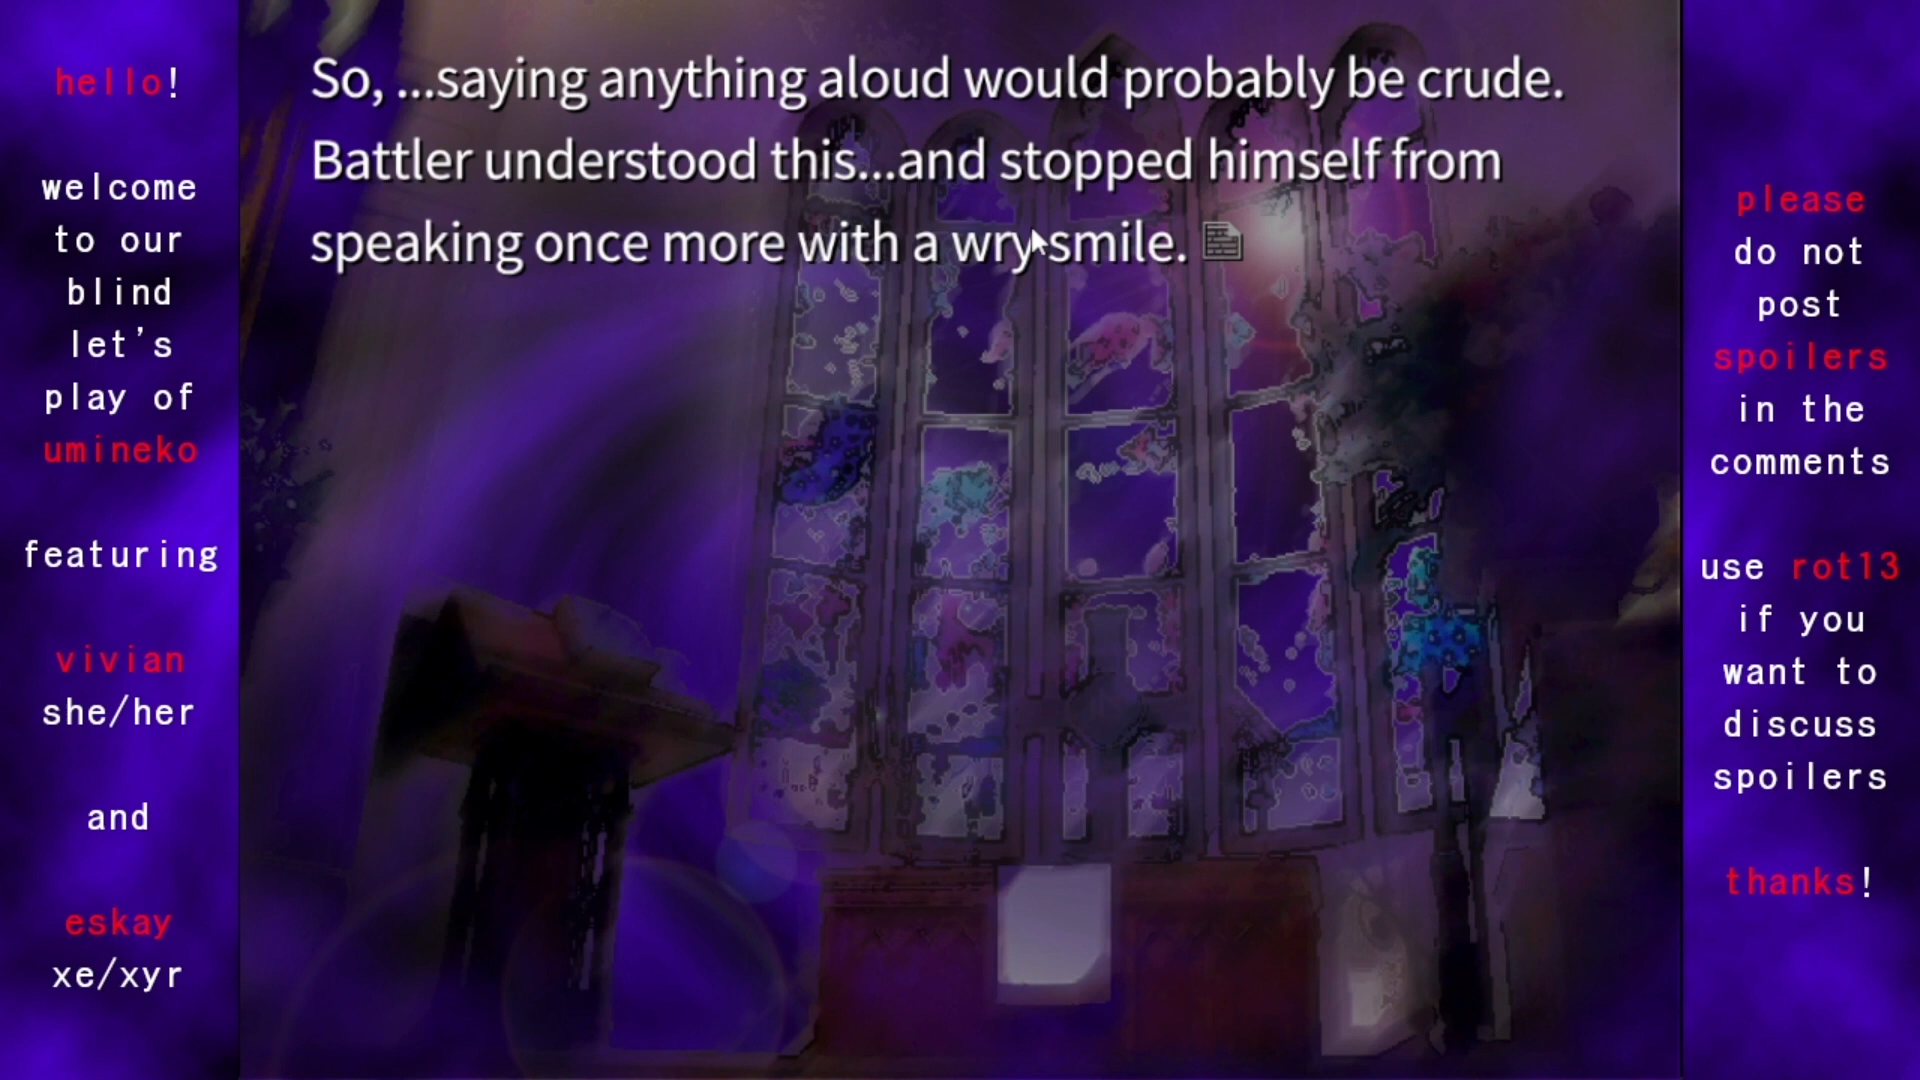 hello!
welcome
to our
blind
let's
play of
umineko
featuring
vivian
she/her
and
eskay
xe/xyr
So, ...saying anything aloud would probably be crude.
Battler understood this...and stopped himself from
speaking once more with a wry smile.
please
do not
post
spoilers
in the
comments
use rot13
if you
want to
discuss
spoilers
thanks!